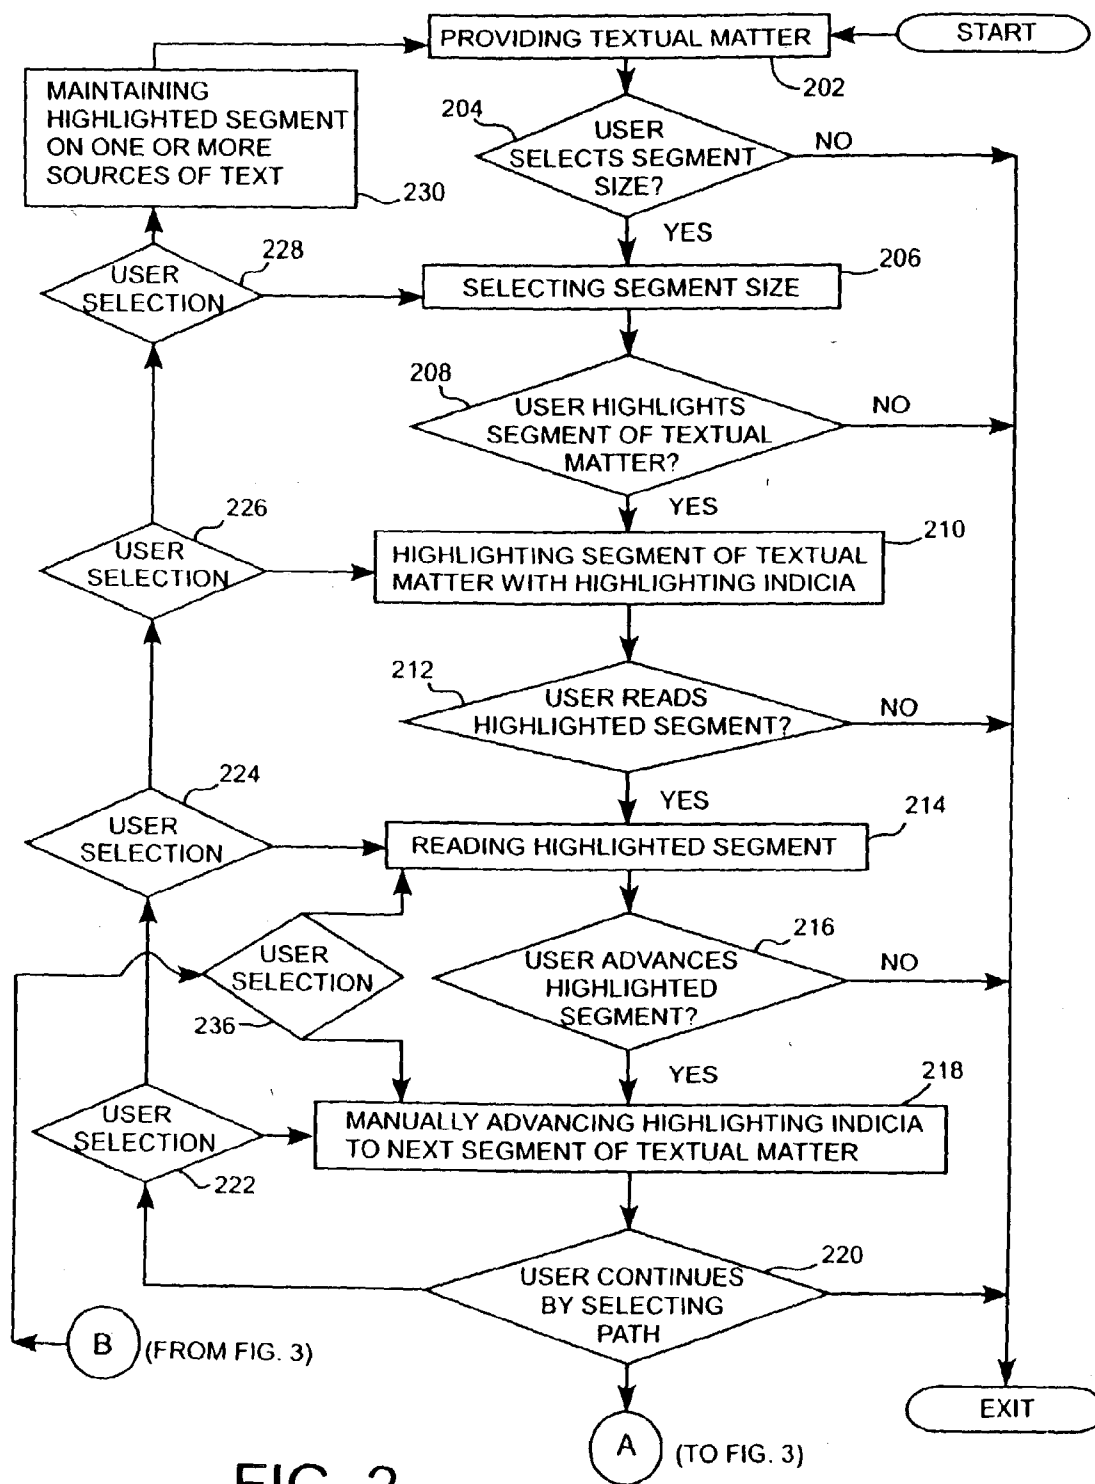 PROVIDING TEXTUAL MATTER
START
202
MAINTAINING
HIGHLIGHTED SEGMENT
ON ONE OR MORE
SOURCES OF TEXT
230
204
USER
SELECTS SEGMENT
SIZE?
NO
YES
USER
SELECTION
228
206
SELECTING SEGMENT SIZE
208
USER HIGHLIGHTS
SEGMENT OF TEXTUAL
MATTER?
NO
YES
226
USER
SELECTION
210
HIGHLIGHTING SEGMENT OF TEXTUAL
MATTER WITH HIGHLIGHTING INDICIA
212
USER READS
HIGHLIGHTED SEGMENT?
NO
YES
224
USER
SELECTION
214
READING HIGHLIGHTED SEGMENT
USER
SELECTION
236
216
USER ADVANCES
HIGHLIGHTED
SEGMENT?
NO
YES
218
USER
SELECTION
222
MANUALLY ADVANCING HIGHLIGHTING INDICIA
TO NEXT SEGMENT OF TEXTUAL MATTER
220
USER CONTINUES
BY SELECTING
PATH
B
(FROM FIG. 3)
EXIT
A
(TO FIG. 3)
FIG. 2